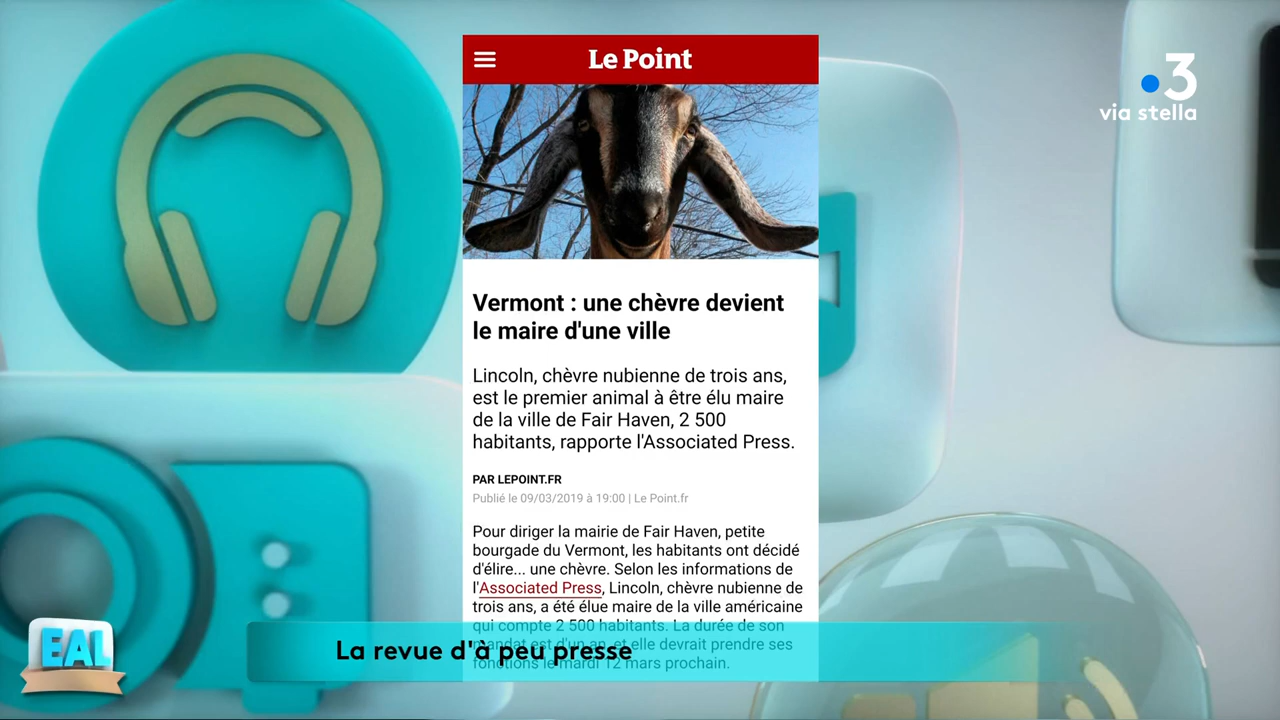 Le Point
3
via stella
Vermont : une chèvre devient
le maire d'une ville
Lincoln, chèvre nubienne de trois ans,
est le premier animal à être élu maire
de la ville de Fair Haven, 2 500
habitants, rapporte l'Associated Press.
PAR LEPOINT.FR
Publié le 09/03/2019 à 19:00 | Le Point.fr
Pour diriger la mairie de Fair Haven, petite
bourgade du Vermont, les habitants ont décidé
d'élire... une chèvre. Selon les informations de
l'Associated Press, Lincoln, chèvre nubienne de
trois ans, a été élue maire de la ville américaine
qui compte 2 500 habitants. La durée de son
mandat est d'un an, et elle devrait prendre ses
fonctions le mardi 12 mars prochain.
EAL
La revue d'à peu presse